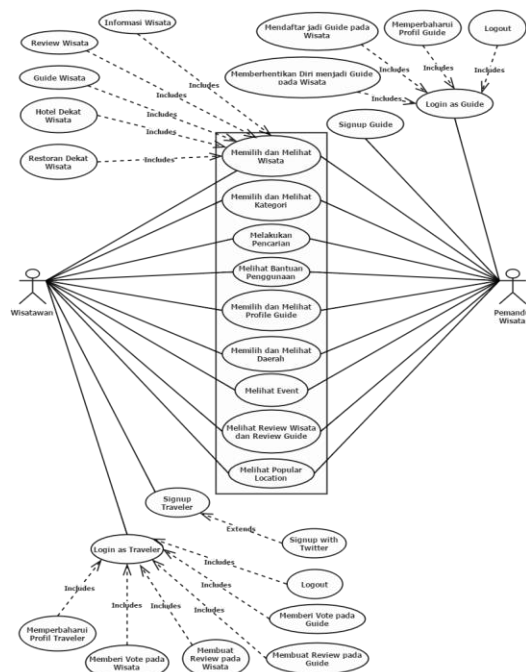 Informasi Wisata
Review Wisata
Guide Wisata
Hotel Dekat
Wisata
Restoran Dekat
Wisata
Includes
Includes
Includes
Includes
Includes
Mendaftar Jadi Guide pada
Wisata
Memperbaharui
Profil Guide
Logout
Memberhentikan Diri menjadi Guide
pada Wisata
Includes
Includes
Includes
Includes
Login as Guide
Signup Guide
Memilih dan Melihat
Wisata
Memilih dan Melihat
Kategori
Melakukan
Pencarian
Melihat Bantuan
Penggunaan
Memilih dan Melihat
Profile Guide
Memilih dan Melihat
Daerah
Melihat Event
Melihat Review Wisata
dan Review Guide
Melihat Popular
Location
Wisatawan
Pemandu
Wisata
Signup
Traveler
Extends
Signup with
Twitter
Login as Traveler
Includes
Logout
Includes
Includes
Memberi Vote pada
Guide
Memperbaharui
Profil Traveler
Includes
Includes
Includes
Memberi Vote pada
Wisata
Membuat
Review pada
Wisata
Membuat Review pada
Guide